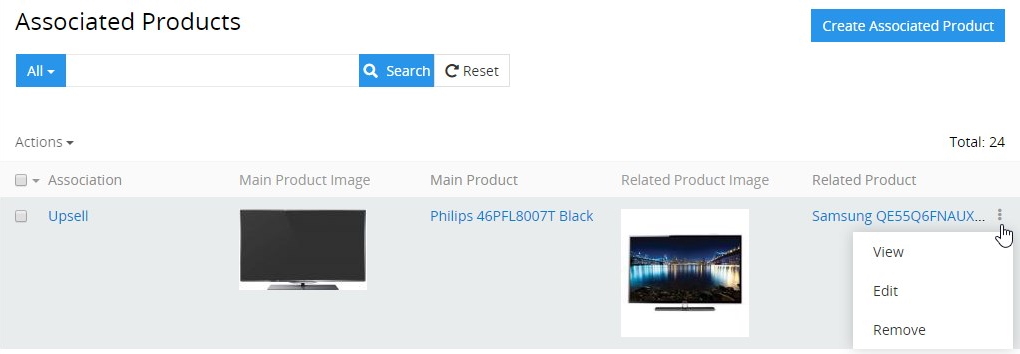 Associated Products
Create Associated Product
All
Search
Reset
Actions
Total: 24
Association Main Product Image Main Product Related Product Image Related Product
Upsell Philips 46PFL8007T Black Samsung QE55Q6FNAUX...
View
Edit
Remove